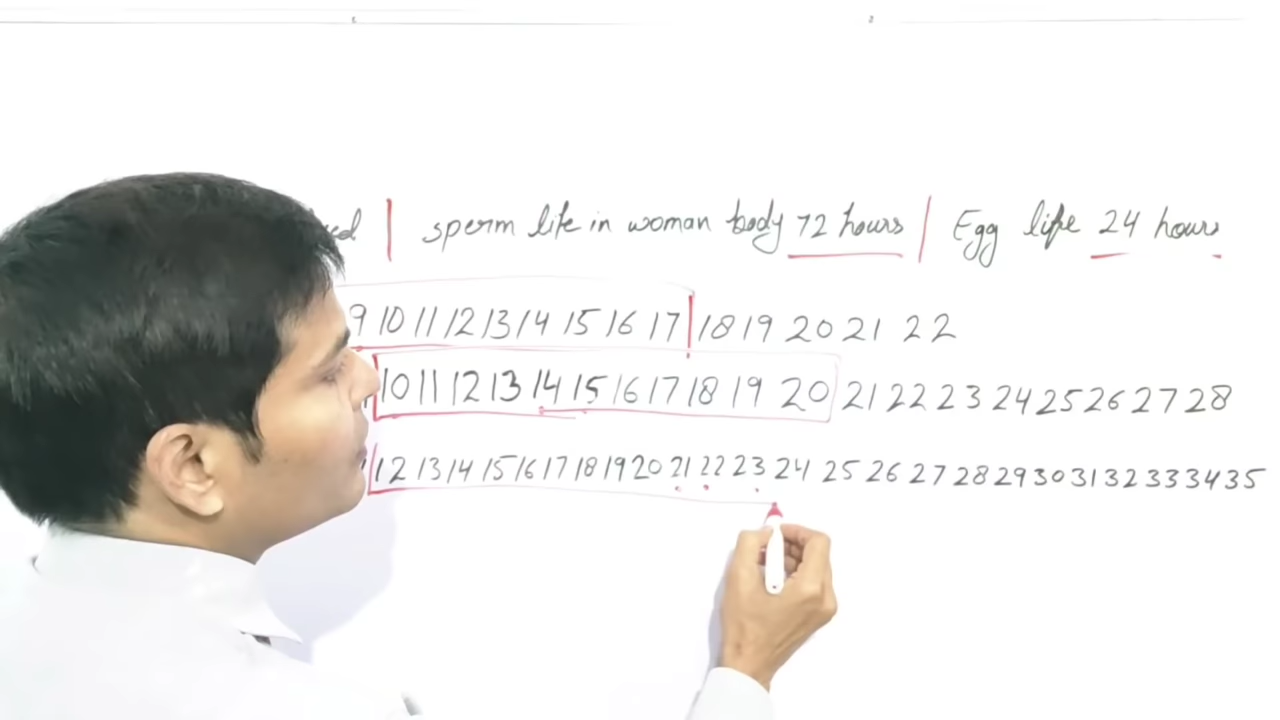 | sperm life in woman body 72 hours | Egg life 24 hours
9 10 11 12 13 14 15 16 17 | 18 19 20 21 22
10 11 12 13 14 15 16 17 18 19 20 21 22 23 24 25 26 27 28
12 13 14 15 16 17 18 19 20 21 22 23 24 25 26 27 28 29 30 31 32 33 34 35